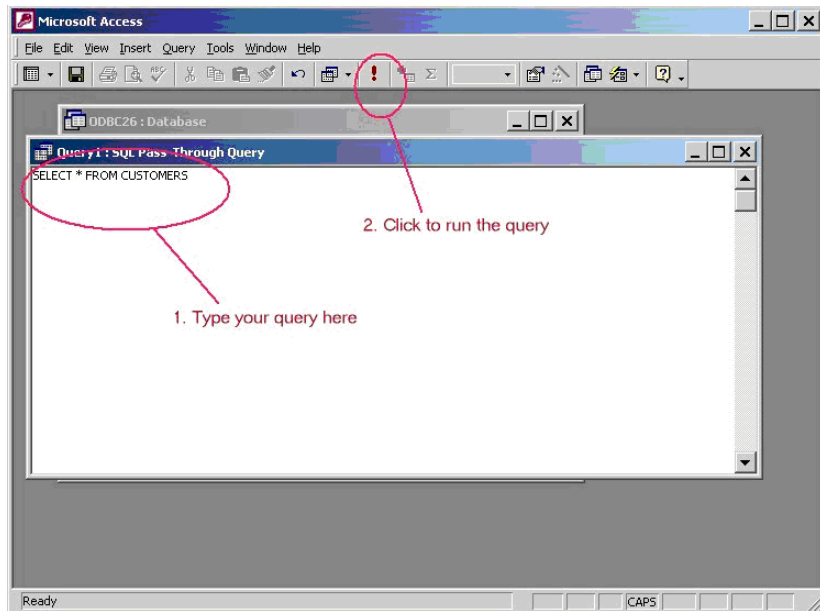 Microsoft Access
File Edit View Insert Query Tools Window Help
ODBC26 : Database
Query1 : SQL Pass-Through Query
SELECT * FROM CUSTOMERS
2. Click to run the query
1. Type your query here
Ready
CAPS